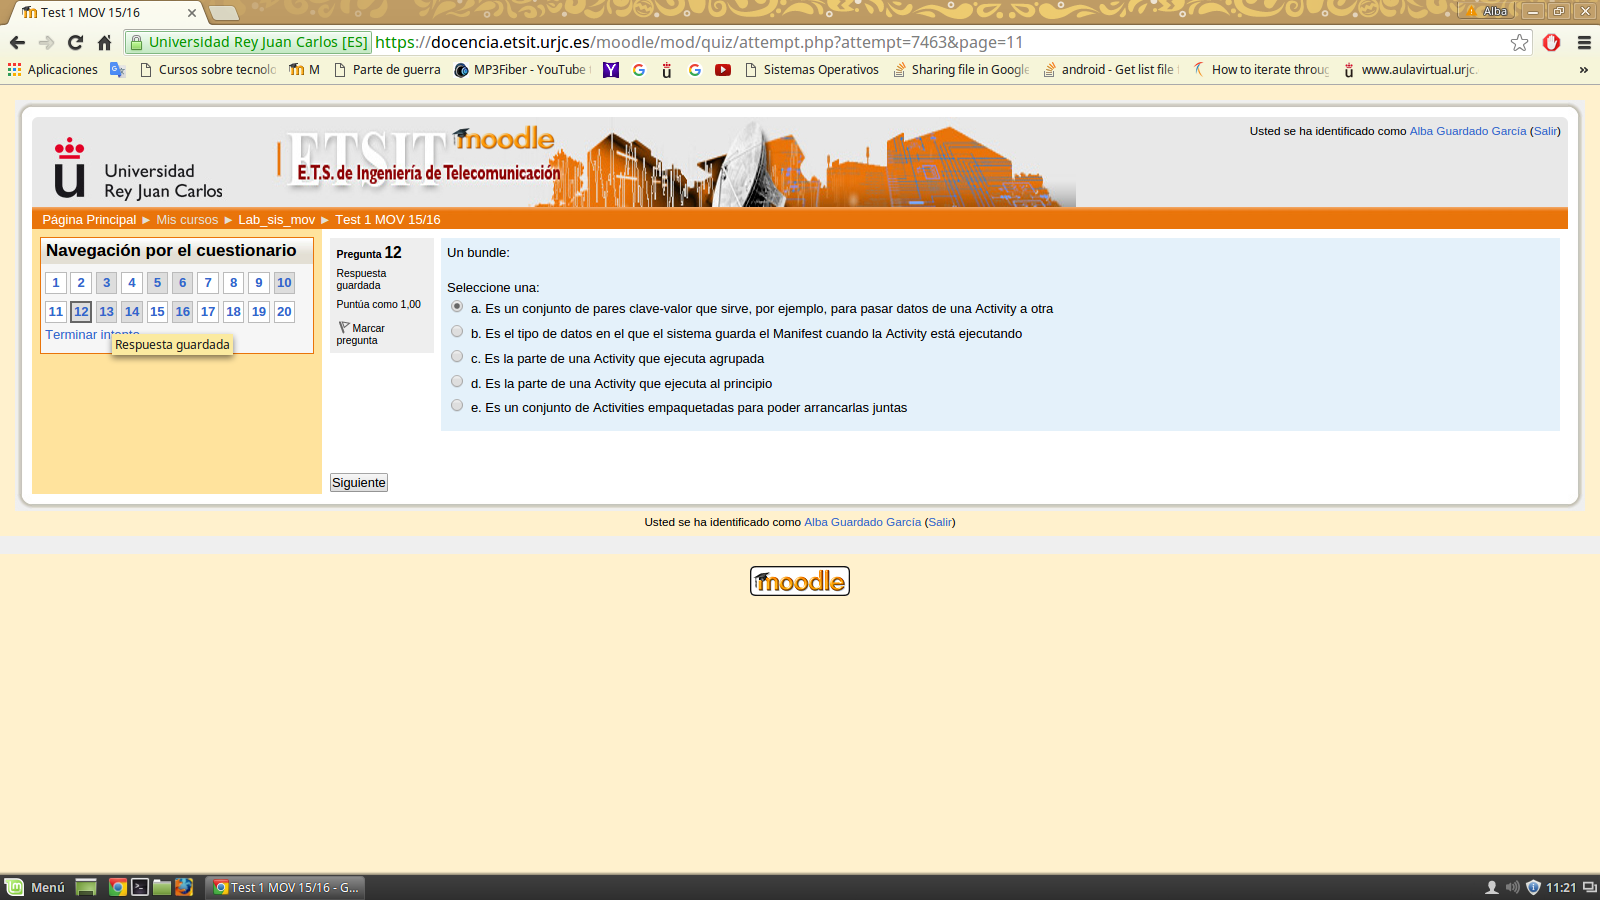 Test 1 MOV 15/16
Alba
Universidad Rey Juan Carlos [ES] https://docencia.etsit.urjc.es/moodle/mod/quiz/attempt.php?attempt=7463&page=11
Aplicaciones Cursos sobre tecnolo M Parte de guerra MP3Fiber - YouTube Sistemas Operativos Sharing file in Google android - Get list file How to iterate throug www.aulavirtual.urjc. »
Usted se ha identificado como Alba Guardado García (Salir)
Universidad
Rey Juan Carlos
ETSIT moodle
E.T.S. de Ingeniería de Telecomunicación
Página Principal ► Mis cursos ► Lab_sis_mov ► Test 1 MOV 15/16
Navegación por el cuestionario
1 2 3 4 5 6 7 8 9 10
11 12 13 14 15 16 17 18 19 20
Terminar
Respuesta guardada
Pregunta 12
Respuesta
guardada
Puntúa como 1,00
Marcar
pregunta
Un bundle:
Seleccione una:
a. Es un conjunto de pares clave-valor que sirve, por ejemplo, para pasar datos de una Activity a otra
b. Es el tipo de datos en el que el sistema guarda el Manifest cuando la Activity está ejecutando
c. Es la parte de una Activity que ejecuta agrupada
d. Es la parte de una Activity que ejecuta al principio
e. Es un conjunto de Activities empaquetadas para poder arrancarlas juntas
Siguiente
Usted se ha identificado como Alba Guardado García (Salir)
moodle
Menú Test 1 MOV 15/16 - G... 11:21